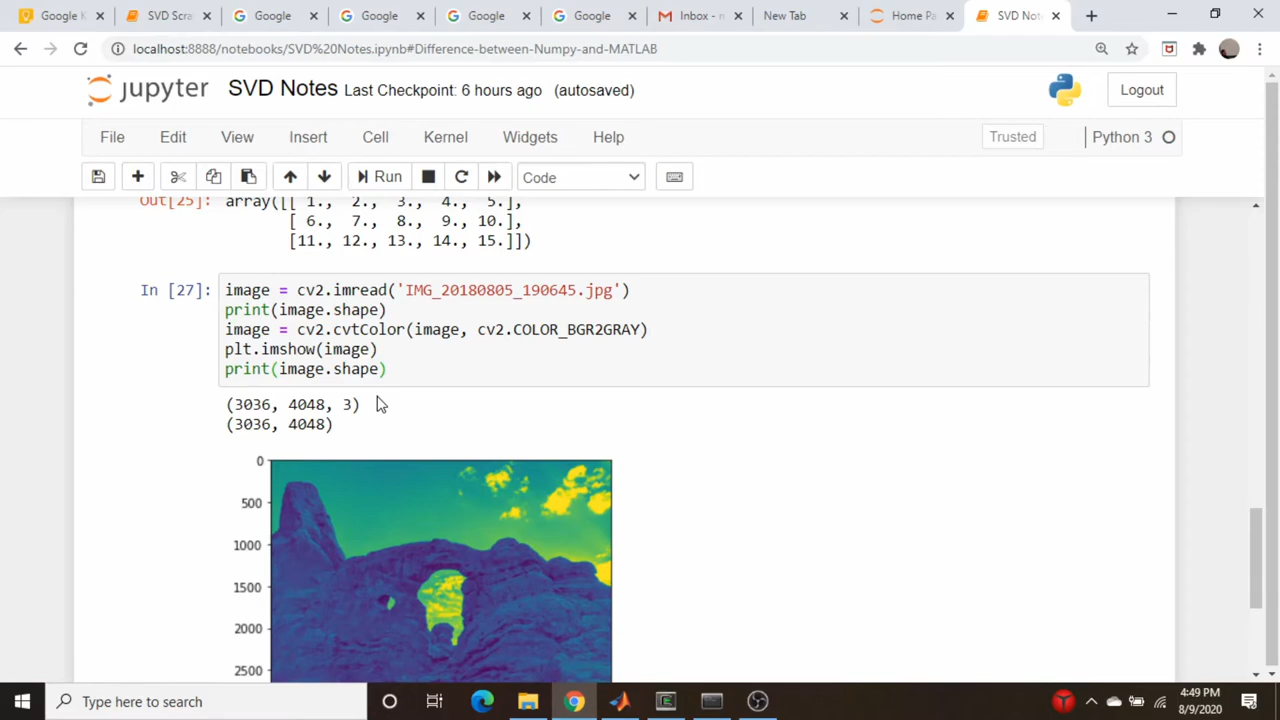 Google K
SVD Scra
Google
Google
Google
Google
Inbox - n
New Tab
Home Pa
SVD Not
localhost:8888/notebooks/SVD%20Notes.ipynb#Difference-between-Numpy-and-MATLAB
jupyter SVD Notes Last Checkpoint: 6 hours ago (autosaved)
Logout
File Edit View Insert Cell Kernel Widgets Help
Trusted Python 3
Run Code
Out[25]: array([[ 1., 2., 3., 4., 5.],
[ 6., 7., 8., 9., 10.],
[11., 12., 13., 14., 15.]])
In [27]: image = cv2.imread('IMG_20180805_190645.jpg')
print(image.shape)
image = cv2.cvtColor(image, cv2.COLOR_BGR2GRAY)
plt.imshow(image)
print(image.shape)
(3036, 4048, 3)
(3036, 4048)
0
500
1000
1500
2000
2500
Type here to search
4:49 PM
8/9/2020